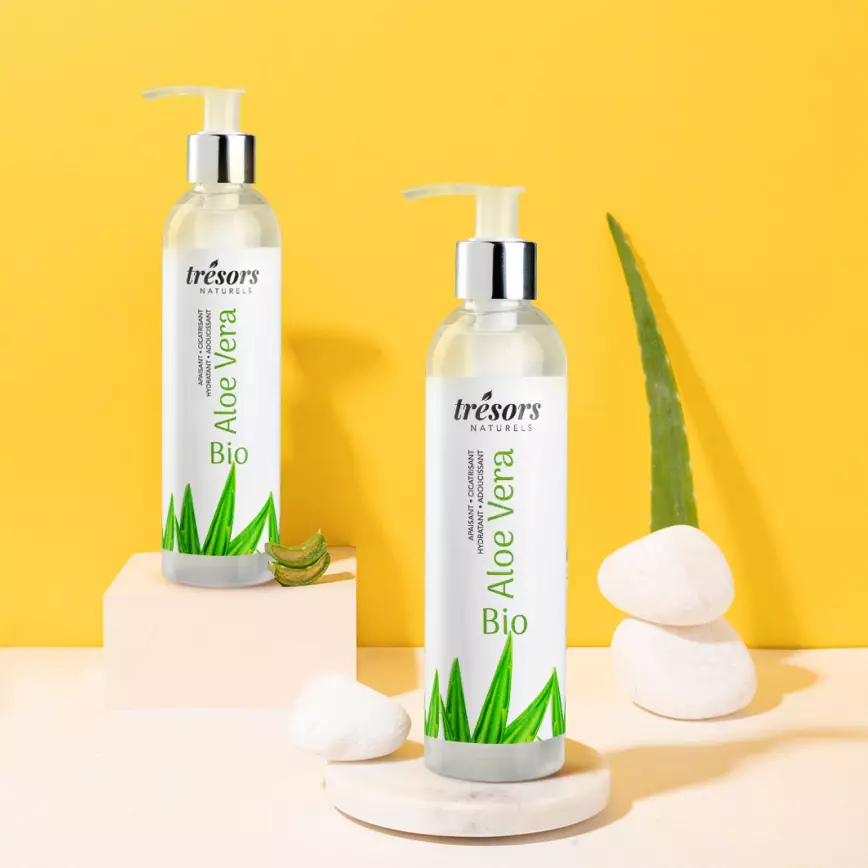 trésors
NATURELS
APAISANT • CICATRISANT
HYDRATANT • ADOUCISSANT
Aloe Vera
Bio
trésors
NATURELS
APAISANT • CICATRISANT
HYDRATANT • ADOUCISSANT
Aloe Vera
Bio